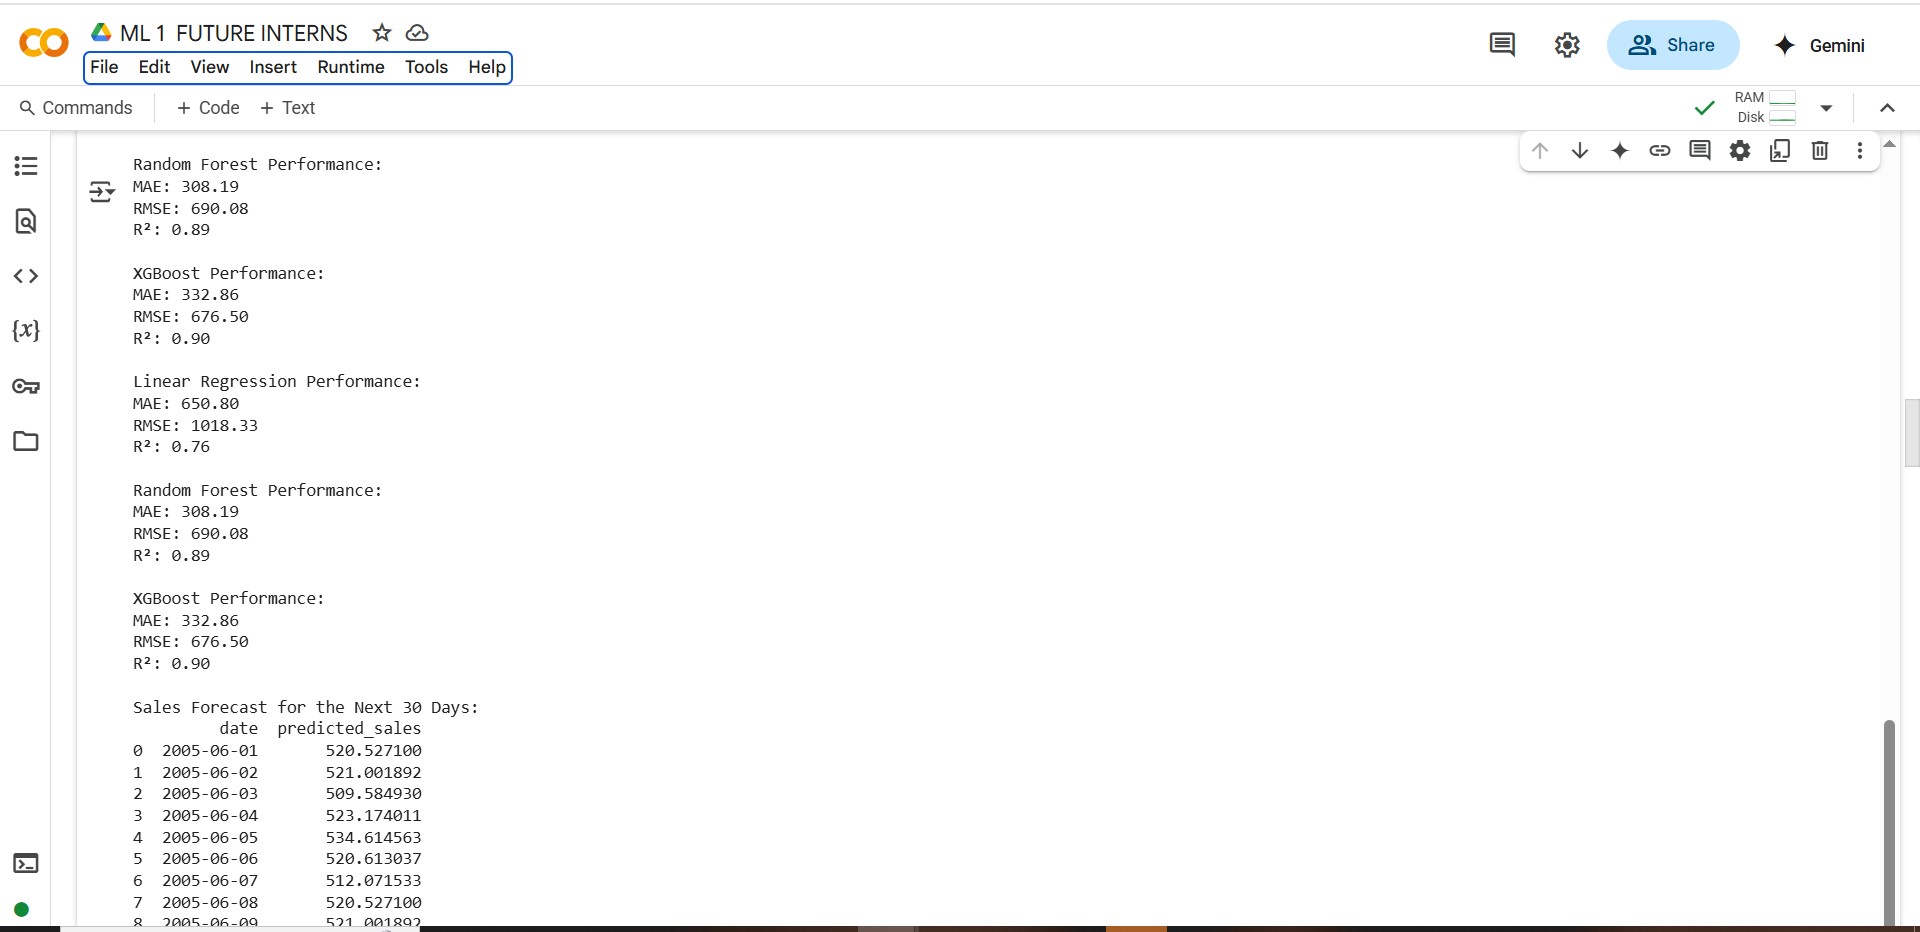 ML 1 FUTURE INTERNS
File Edit View Insert Runtime Tools Help
Share
Gemini
Commands
+ Code + Text
RAM
Disk
Random Forest Performance:
MAE: 308.19
RMSE: 690.08
R²: 0.89
XGBoost Performance:
MAE: 332.86
RMSE: 676.50
R²: 0.90
Linear Regression Performance:
MAE: 650.80
RMSE: 1018.33
R²: 0.76
Random Forest Performance:
MAE: 308.19
RMSE: 690.08
R²: 0.89
XGBoost Performance:
MAE: 332.86
RMSE: 676.50
R²: 0.90
Sales Forecast for the Next 30 Days:
date predicted_sales
0 2005-06-01 520.527100
1 2005-06-02 521.001892
2 2005-06-03 509.584930
3 2005-06-04 523.174011
4 2005-06-05 534.614563
5 2005-06-06 520.613037
6 2005-06-07 512.071533
7 2005-06-08 520.527100
8 2005-06-09 521.001892